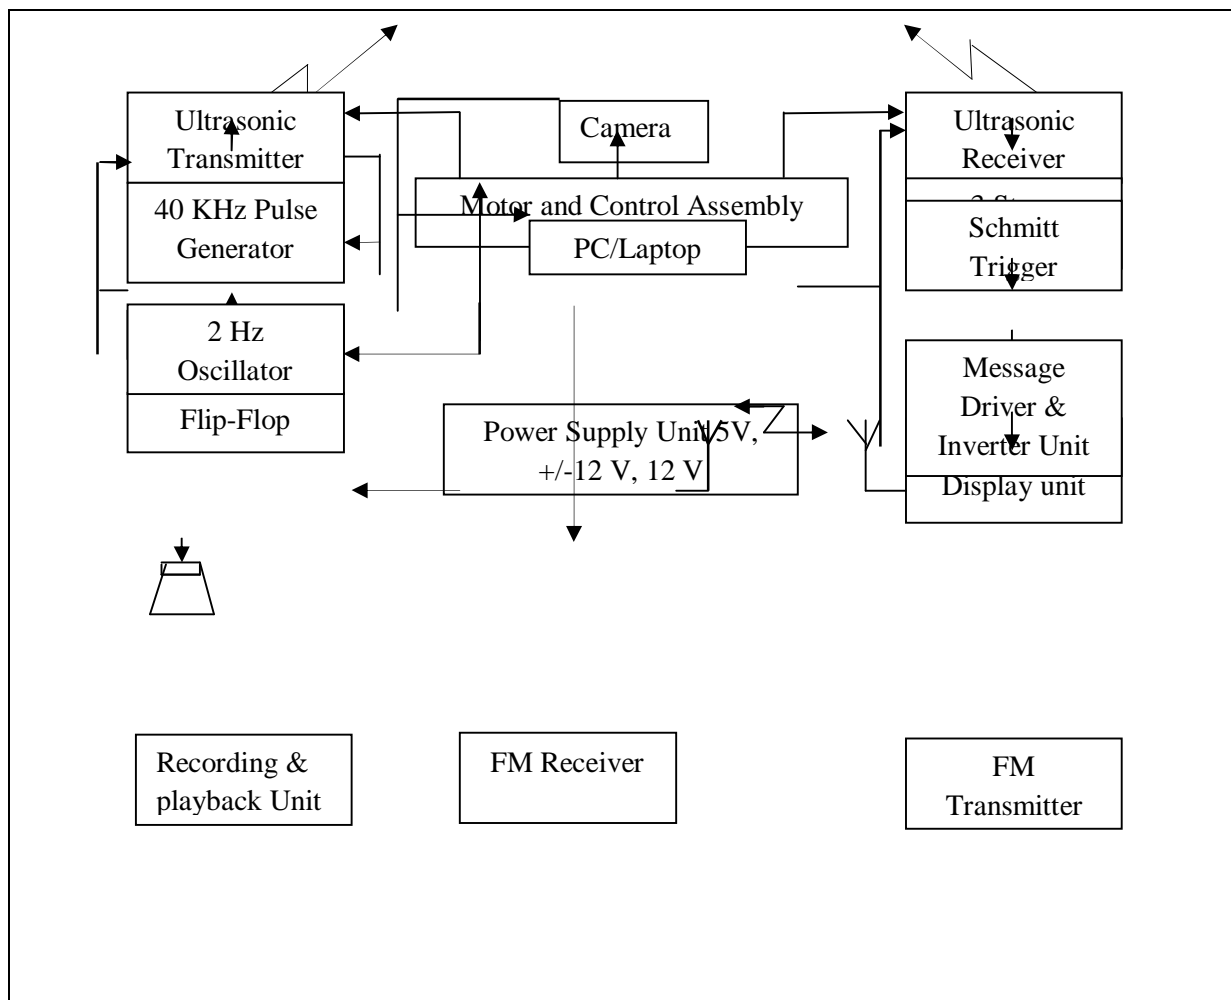 Ultrasonic
Transmitter
40 KHz Pulse
Generator
2 Hz
Oscillator
Flip-Flop
Camera
Motor and Control Assembly
PC/Laptop
Power Supply Unit 5V,
+/-12 V, 12 V
Ultrasonic
Receiver
Schmitt
Trigger
Message
Driver &
Inverter Unit
Display unit
Recording &
playback Unit
FM Receiver
FM
Transmitter